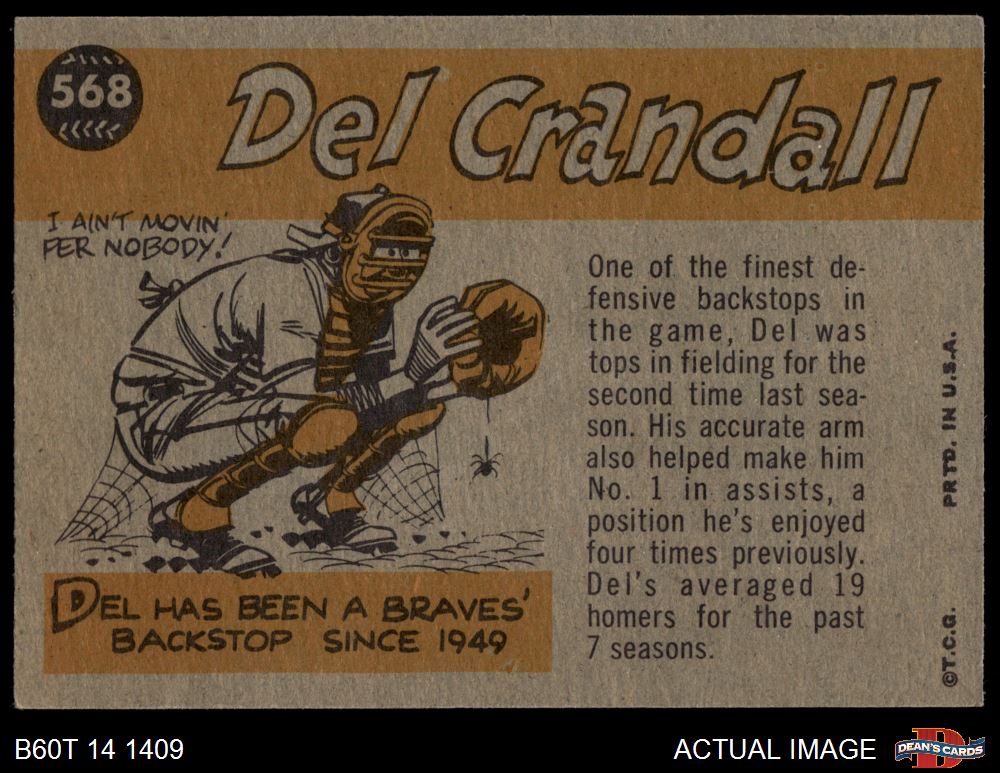 568
Del Crandall
I AIN'T MOVIN'
FER NOBODY!
One of the finest de-
fensive backstops in
the game, Del was
tops in fielding for the
second time last sea-
son. His accurate arm
also helped make him
No. 1 in assists, a
position he's enjoyed
four times previously.
Del's averaged 19
homers for the past
7 seasons.
DEL HAS BEEN A BRAVES'
BACKSTOP SINCE 1949
©T.C.G. PRTD. IN U.S.A.
B60T 14 1409
ACTUAL IMAGE
D
DEAN'S CARDS